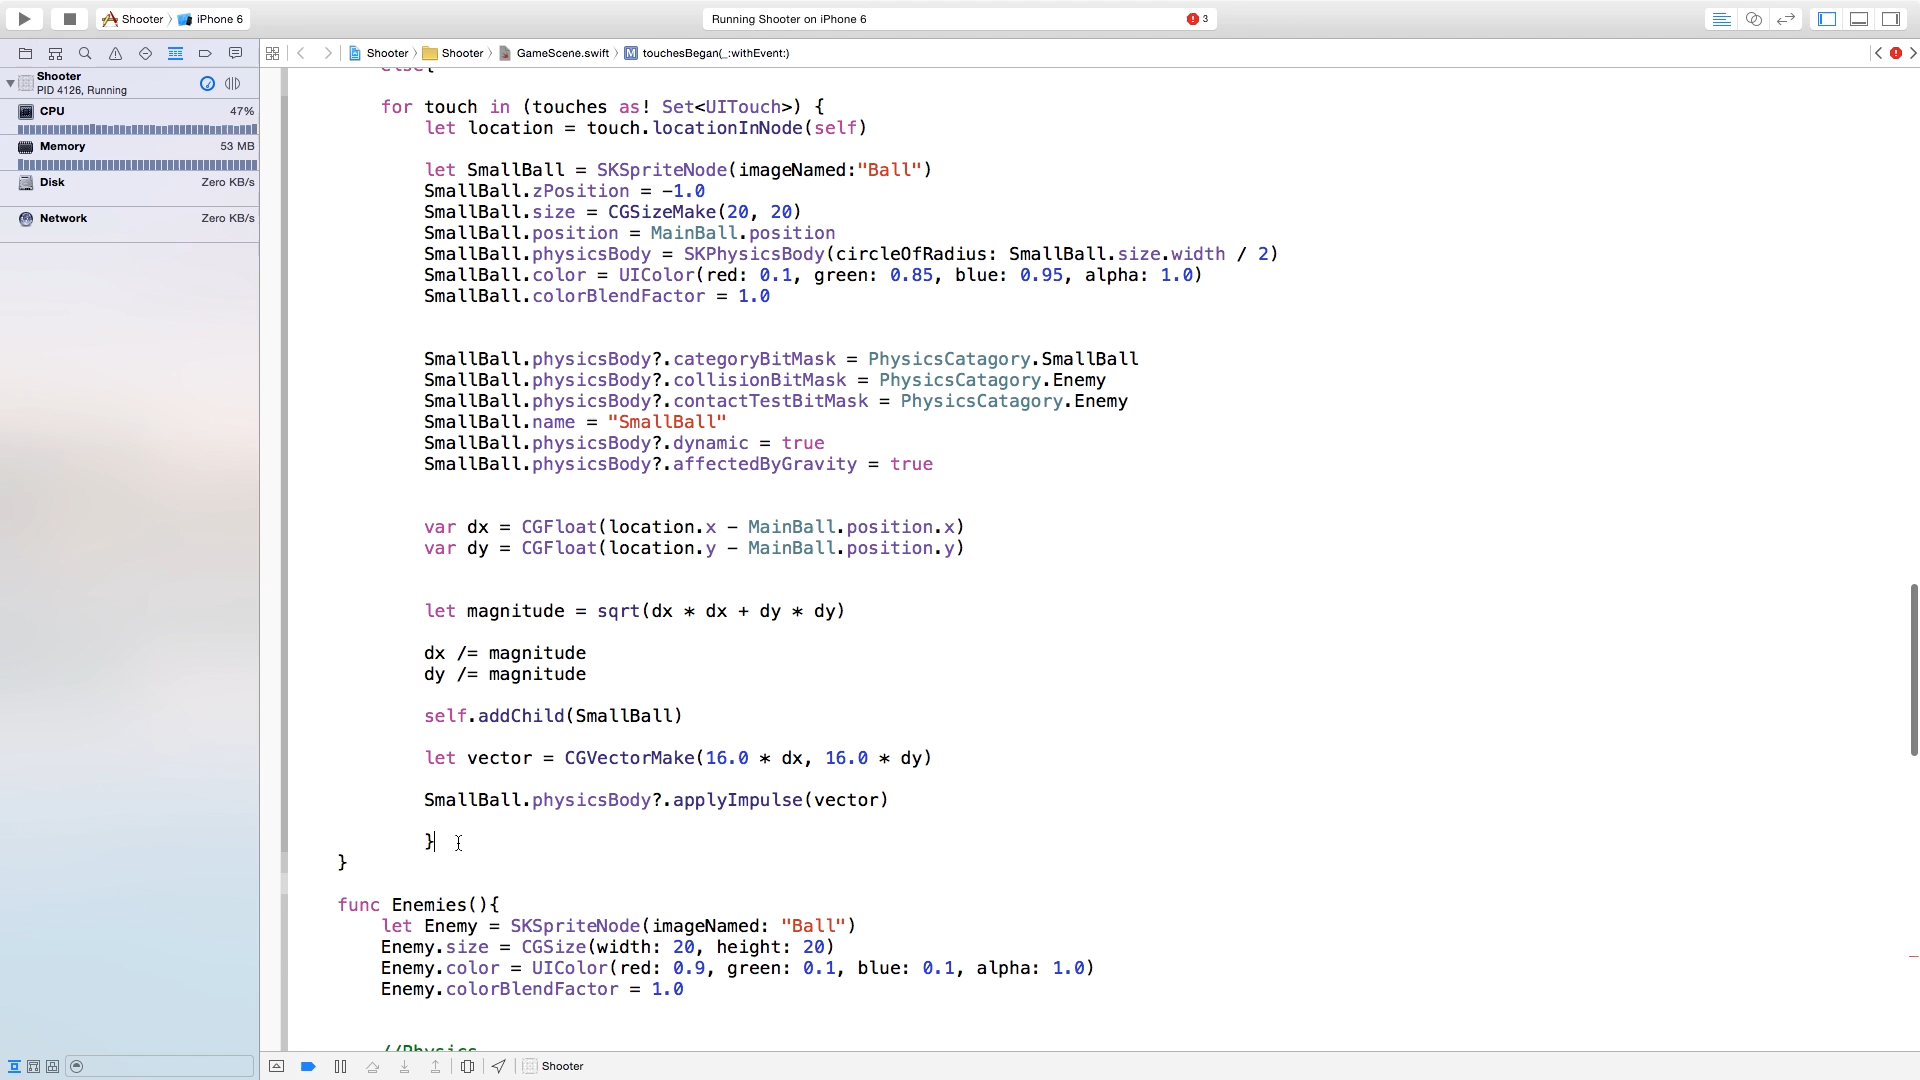 Shooter iPhone 6
Running Shooter on iPhone 6
3
Shooter Shooter GameScene.swift M touchesBegan(_:withEvent:)
Shooter
PID 4126, Running
CPU 47%
Memory 53 MB
Disk Zero KB/s
Network Zero KB/s
else{
for touch in (touches as! Set<UITouch>) {
let location = touch.locationInNode(self)
let SmallBall = SKSpriteNode(imageNamed:"Ball")
SmallBall.zPosition = -1.0
SmallBall.size = CGSizeMake(20, 20)
SmallBall.position = MainBall.position
SmallBall.physicsBody = SKPhysicsBody(circleOfRadius: SmallBall.size.width / 2)
SmallBall.color = UIColor(red: 0.1, green: 0.85, blue: 0.95, alpha: 1.0)
SmallBall.colorBlendFactor = 1.0
SmallBall.physicsBody?.categoryBitMask = PhysicsCatagory.SmallBall
SmallBall.physicsBody?.collisionBitMask = PhysicsCatagory.Enemy
SmallBall.physicsBody?.contactTestBitMask = PhysicsCatagory.Enemy
SmallBall.name = "SmallBall"
SmallBall.physicsBody?.dynamic = true
SmallBall.physicsBody?.affectedByGravity = true
var dx = CGFloat(location.x - MainBall.position.x)
var dy = CGFloat(location.y - MainBall.position.y)
let magnitude = sqrt(dx * dx + dy * dy)
dx /= magnitude
dy /= magnitude
self.addChild(SmallBall)
let vector = CGVectorMake(16.0 * dx, 16.0 * dy)
SmallBall.physicsBody?.applyImpulse(vector)
}
}
func Enemies(){
let Enemy = SKSpriteNode(imageNamed: "Ball")
Enemy.size = CGSize(width: 20, height: 20)
Enemy.color = UIColor(red: 0.9, green: 0.1, blue: 0.1, alpha: 1.0)
Enemy.colorBlendFactor = 1.0
//Physics
Shooter